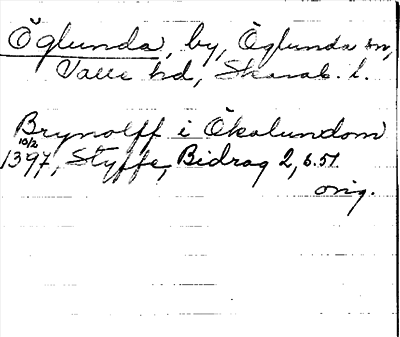 Öglunda, by, Öglunda sn,
Valle hd, Skarab. l.
Brynolff i Ökalundom
10/2
1397, Styffe, Bidrag 2, s. 51
orig.